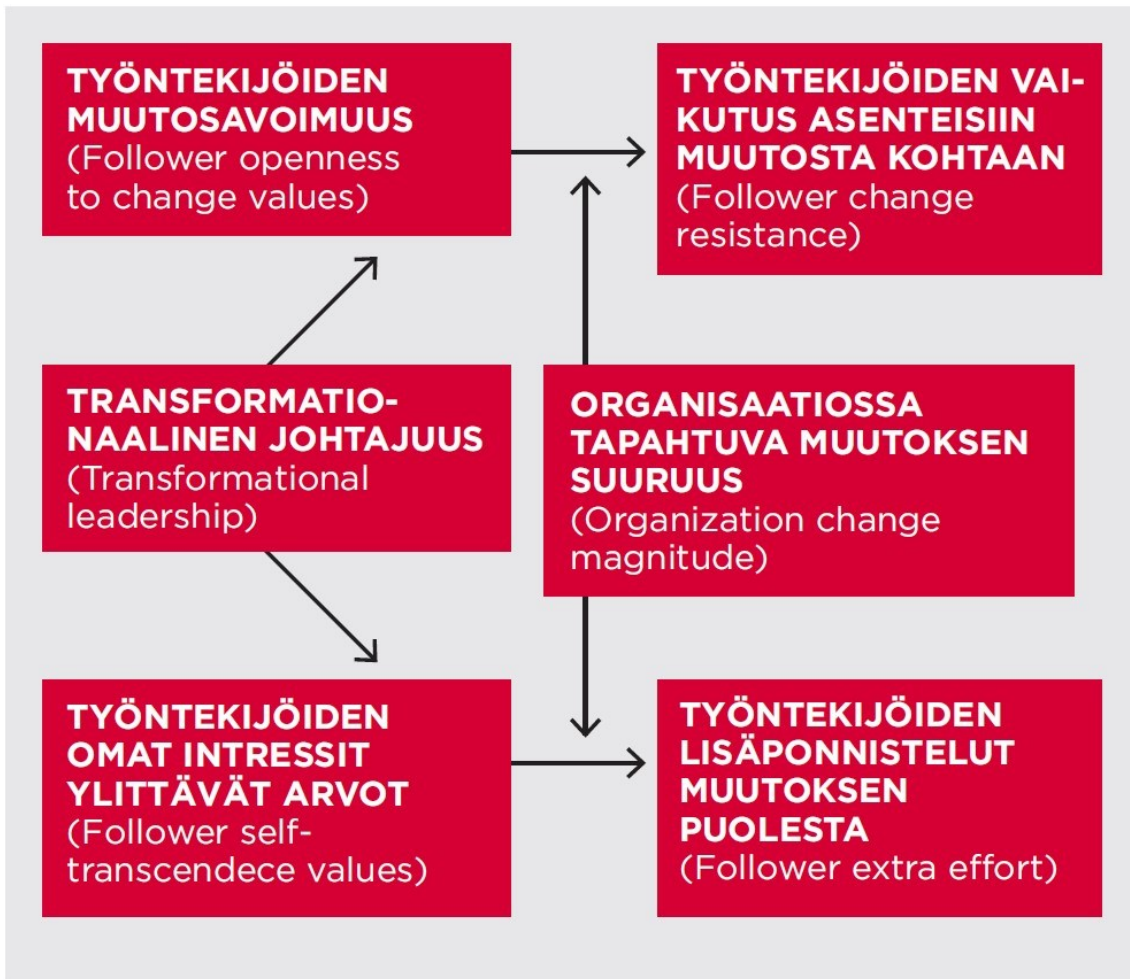 TYÖNTEKIJÖIDEN
MUUTOSAVOIMUUS
(Follower openness
to change values)
TYÖNTEKIJÖIDEN VAI-
KUTUS ASENTEISIIN
MUUTOSTA KOHTAAN
(Follower change
resistance)
TRANSFORMATIO-
NAALINEN JOHTAJUUS
(Transformational
leadership)
ORGANISAATIOSSA
TAPAHTUVA MUUTOKSEN
SUURUUS
(Organization change
magnitude)
TYÖNTEKIJÖIDEN
OMAT INTRESSIT
YLITTÄVÄT ARVOT
(Follower self-
transcendece values)
TYÖNTEKIJÖIDEN
LISÄPONNISTELUT
MUUTOKSEN
PUOLESTA
(Follower extra effort)